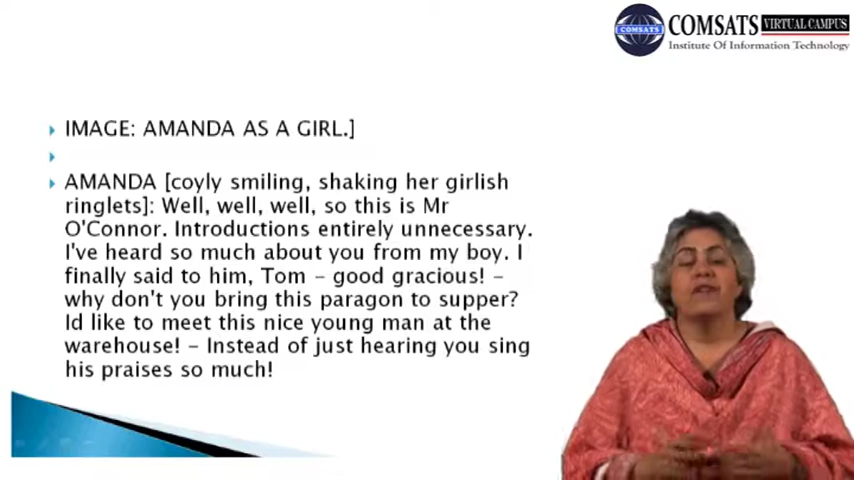 COMSATS VIRTUAL CAMPUS
COMSATS
Institute Of Information Technology
IMAGE: AMANDA AS A GIRL.]
AMANDA [coyly smiling, shaking her girlish
ringlets]: Well, well, well, so this is Mr
O'Connor. Introductions entirely unnecessary.
I've heard so much about you from my boy. I
finally said to him, Tom – good gracious! –
why don't you bring this paragon to supper?
Id like to meet this nice young man at the
warehouse! – Instead of just hearing you sing
his praises so much!